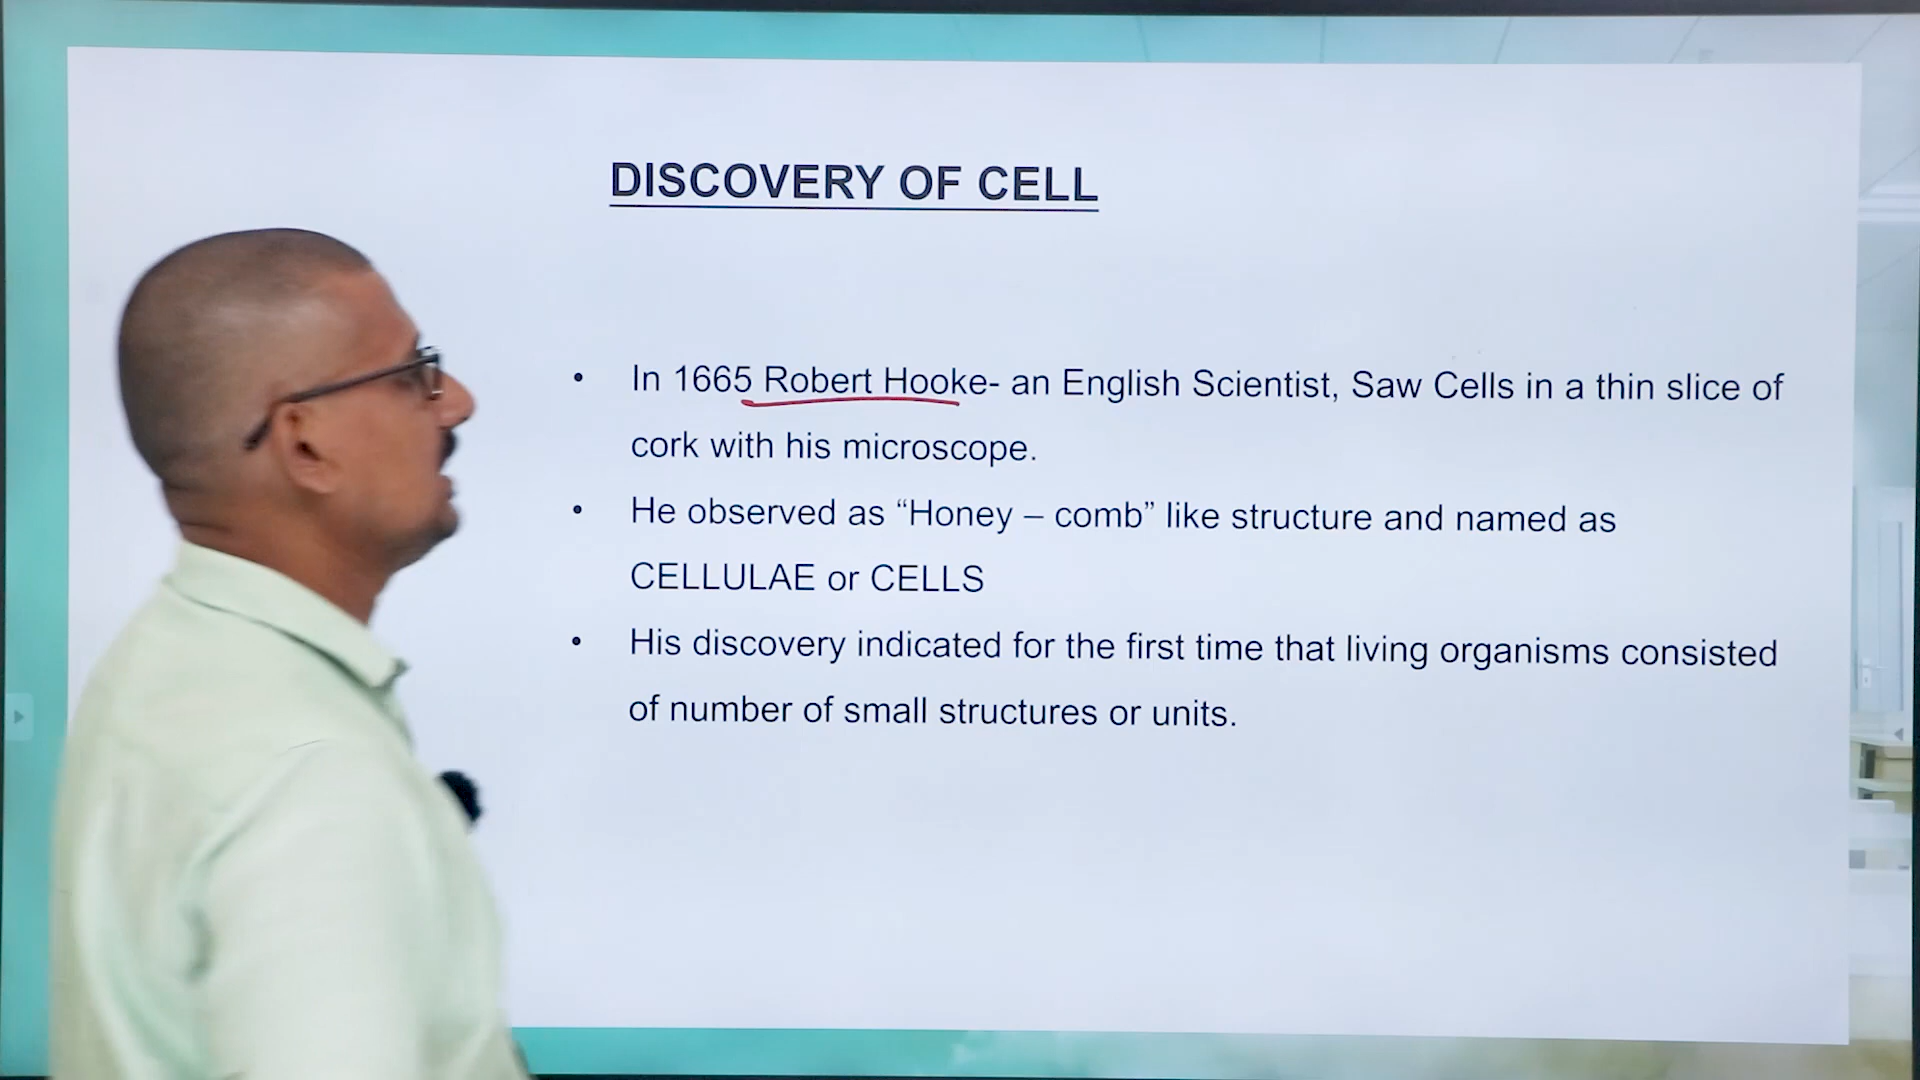 DISCOVERY OF CELL
• In 1665 Robert Hooke- an English Scientist, Saw Cells in a thin slice of
cork with his microscope.
• He observed as “Honey – comb” like structure and named as
CELLULAE or CELLS
• His discovery indicated for the first time that living organisms consisted
of number of small structures or units.